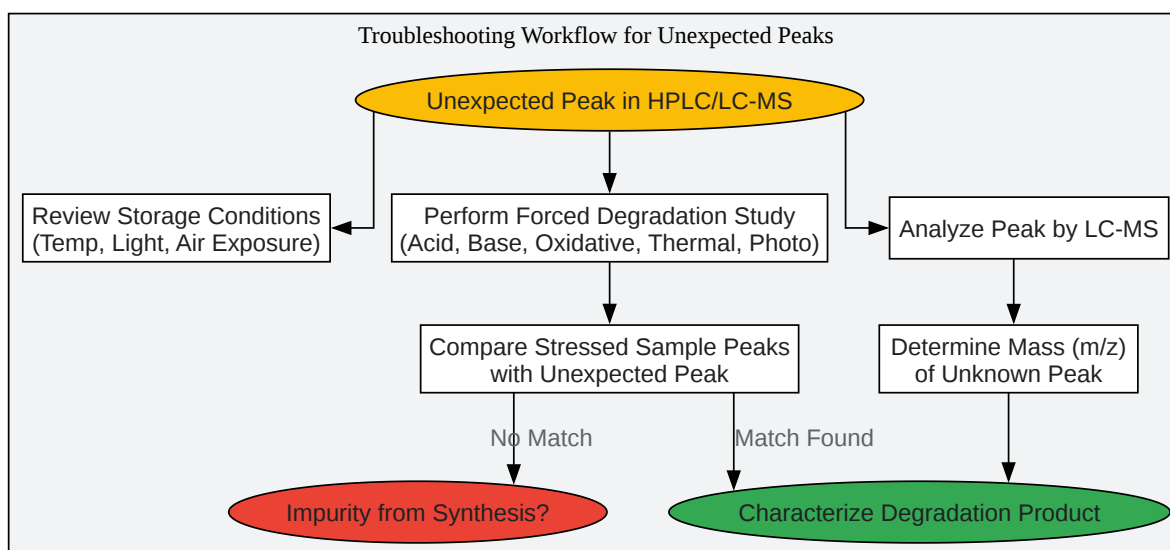 Troubleshooting Workflow for Unexpected Peaks
Unexpected Peak in HPLC/LC-MS
Review Storage Conditions
(Temp, Light, Air Exposure)
Perform Forced Degradation Study
(Acid, Base, Oxidative, Thermal, Photo)
Analyze Peak by LC-MS
Compare Stressed Sample Peaks
with Unexpected Peak
Determine Mass (m/z)
of Unknown Peak
No Match
Match Found
Impurity from Synthesis?
Characterize Degradation Product